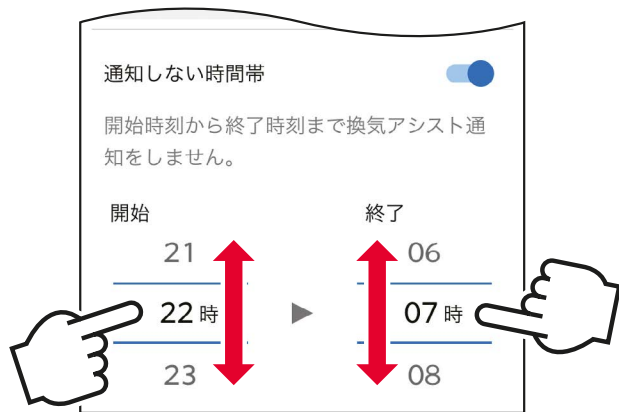 通知しない時間帯
開始時刻から終了時刻まで換気アシスト通
知をしません。
開始 終了
21 06
22時 07時
23 08